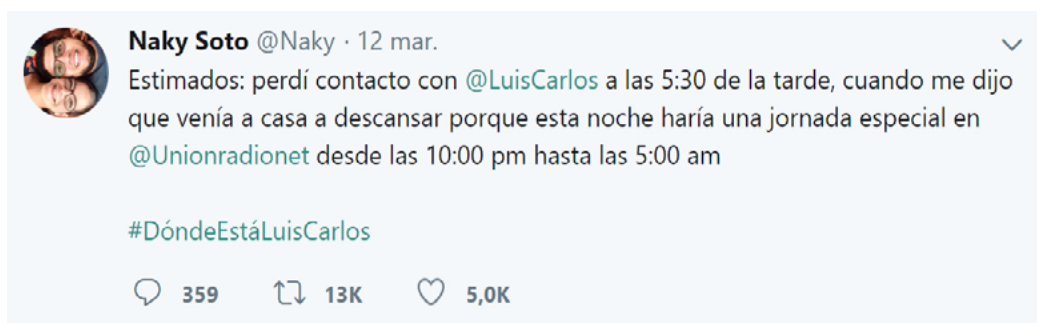 Naky Soto @Naky · 12 mar.
Estimados: perdí contacto con @LuisCarlos a las 5:30 de la tarde, cuando me dijo
que venía a casa a descansar porque esta noche haría una jornada especial en
@Unionradionet desde las 10:00 pm hasta las 5:00 am
#DóndeEstáLuisCarlos
359 13K 5,0K